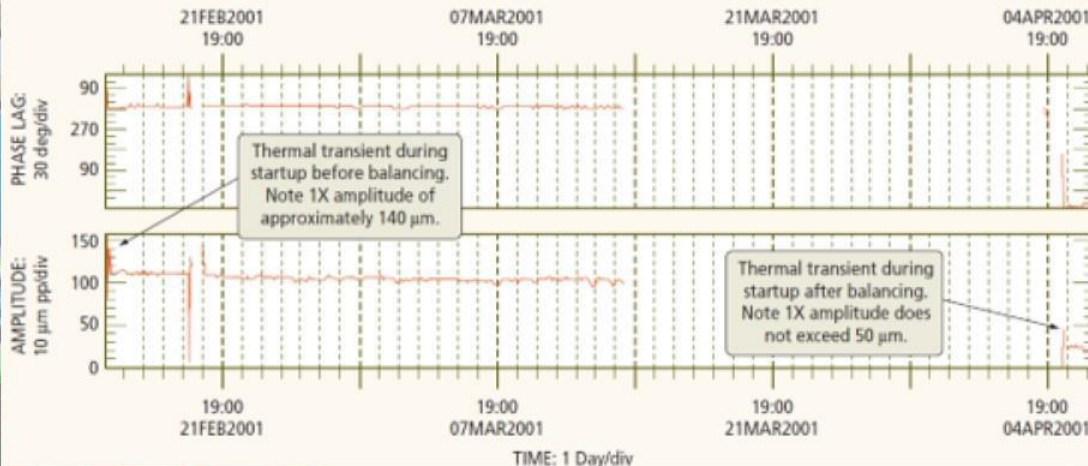 21FEB2001 07MAR2001 21MAR2001 04APR2001
19:00 19:00 19:00 19:00
PHASE LAG:
30 deg/div
90
270
90
Thermal transient during
startup before balancing.
Note 1X amplitude of
approximately 140 µm.
AMPLITUDE:
10 µm pp/div
150
100
50
0
Thermal transient during
startup after balancing.
Note 1X amplitude does
not exceed 50 µm.
19:00 19:00 19:00 19:00
21FEB2001 07MAR2001 21MAR2001 04APR2001
TIME: 1 Day/div